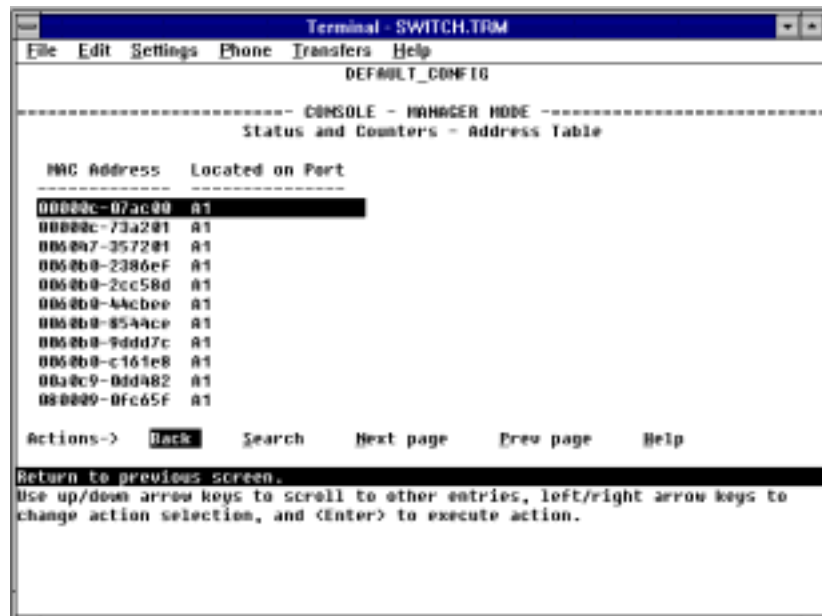 Terminal - SWITCH.TRM
File Edit Settings Phone Transfers Help
DEFAULT_CONFIG
---------------------------- CONSOLE - MANAGER MODE -----------------------------
Status and Counters - Address Table
MAC Address Located on Port
------------- ---------------
00000c-07ac00 A1
00000c-73a201 A1
006047-357201 A1
0060b0-2386ef A1
0060b0-2cc58d A1
0060b0-44cbee A1
0060b0-8544ce A1
0060b0-9ddd7c A1
0060b0-c161e8 A1
00a0c9-0dd482 A1
080009-0fc65f A1
Actions-> Back Search Next page Prev page Help
Return to previous screen.
Use up/down arrow keys to scroll to other entries, left/right arrow keys to
change action selection, and <Enter> to execute action.